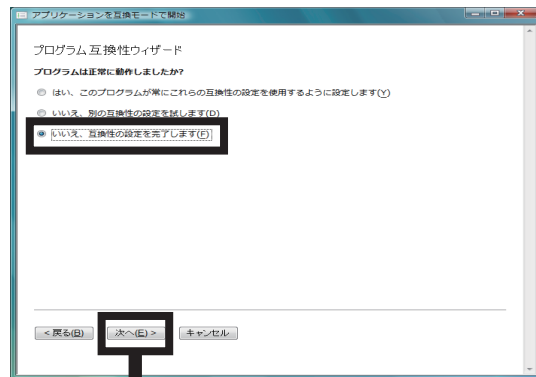 アプリケーションを互換モードで開始
プログラム互換性ウィザード
プログラムは正常に動作しましたか?
はい、このプログラムが常にこれらの互換性の設定を使用するように設定します(Y)
いいえ、別の互換性の設定を試します(D)
いいえ、互換性の設定を完了します(F)
< 戻る(B) 次へ(E) > キャンセル